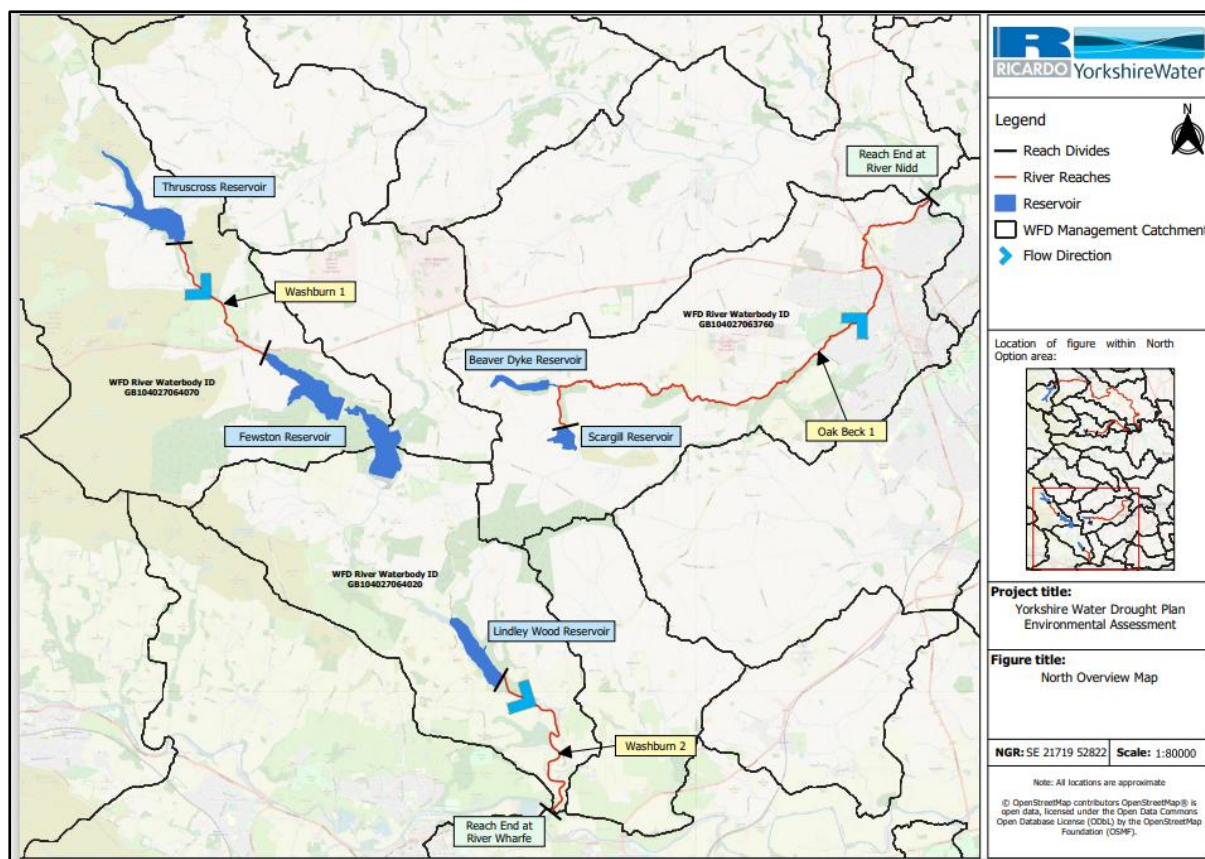 Thruscross Reservoir
Washburn 1
WFD River Waterbody ID
GB104027064070
Fewston Reservoir
Reach End at
River Nidd
WFD River Waterbody ID
GB104027063760
Beaver Dyke Reservoir
Oak Beck 1
Scargill Reservoir
WFD River Waterbody ID
GB104027064020
Lindley Wood Reservoir
Washburn 2
Reach End at
River Wharfe
R
RICARDO
YorkshireWater
Legend
N
Reach Divides
River Reaches
Reservoir
WFD Management Catchment
Flow Direction
Location of figure within North
Option area:
Project title:
Yorkshire Water Drought Plan
Environmental Assessment
Figure title:
North Overview Map
NGR: SE 21719 52822
Scale: 1:80000
Note: All locations are approximate
© OpenStreetMap contributors OpenStreetMap® is
open data, licensed under the Open Data Commons
Open Database License (ODbL) by the OpenStreetMap
Foundation (OSMF).